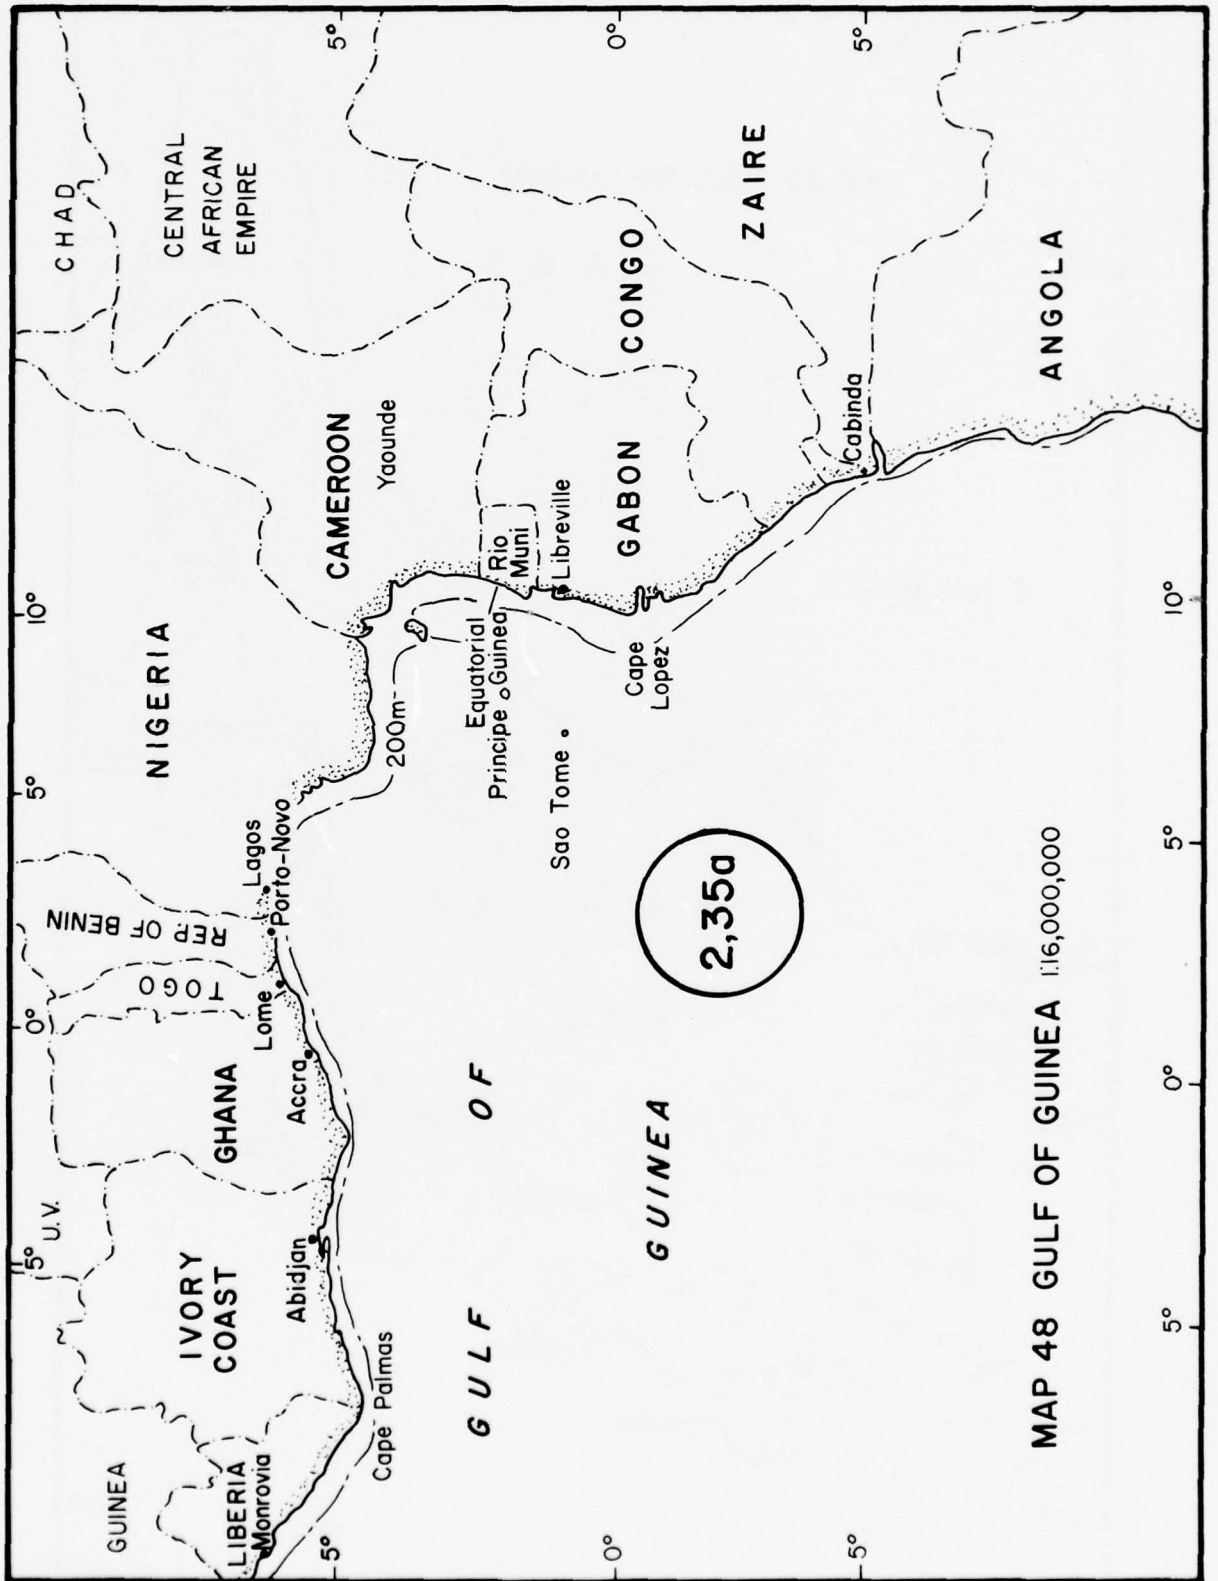 CHAD
CENTRAL
AFRICAN
EMPIRE
GUINEA
U.V.
5°
0°
5°
10°
LIBERIA
Monrovia
IVORY
COAST
GHANA
TOGO
REP. OF BENIN
NIGERIA
CAMEROON
Yaounde
Abidjan
Accra
Lome
Porto-Novo
Lagos
Cape Palmas
200m
Equatorial
Guinea
Principe
Rio
Muni
Sao Tome
Libreville
GABON
CONGO
ZAIRE
Cape
Lopez
Cabinda
ANGOLA
GULF OF
GUINEA
2,35a
5°
0°
5°
5°
0°
5°
5°
0°
5°
10°
MAP 48 GULF OF GUINEA 1:16,000,000